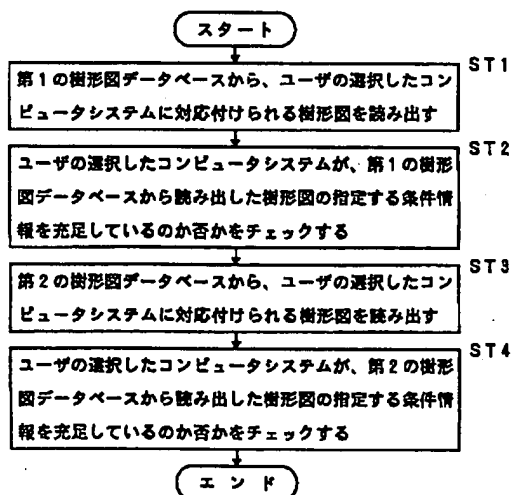 スタート
ST1
第1の樹形図データベースから、ユーザの選択したコン
ピュータシステムに対応付けられる樹形図を読み出す
ST2
ユーザの選択したコンピュータシステムが、第1の樹形
図データベースから読み出した樹形図の指定する条件情
報を充足しているのか否かをチェックする
ST3
第2の樹形図データベースから、ユーザの選択したコン
ピュータシステムに対応付けられる樹形図を読み出す
ST4
ユーザの選択したコンピュータシステムが、第2の樹形
図データベースから読み出した樹形図の指定する条件情
報を充足しているのか否かをチェックする
エンド